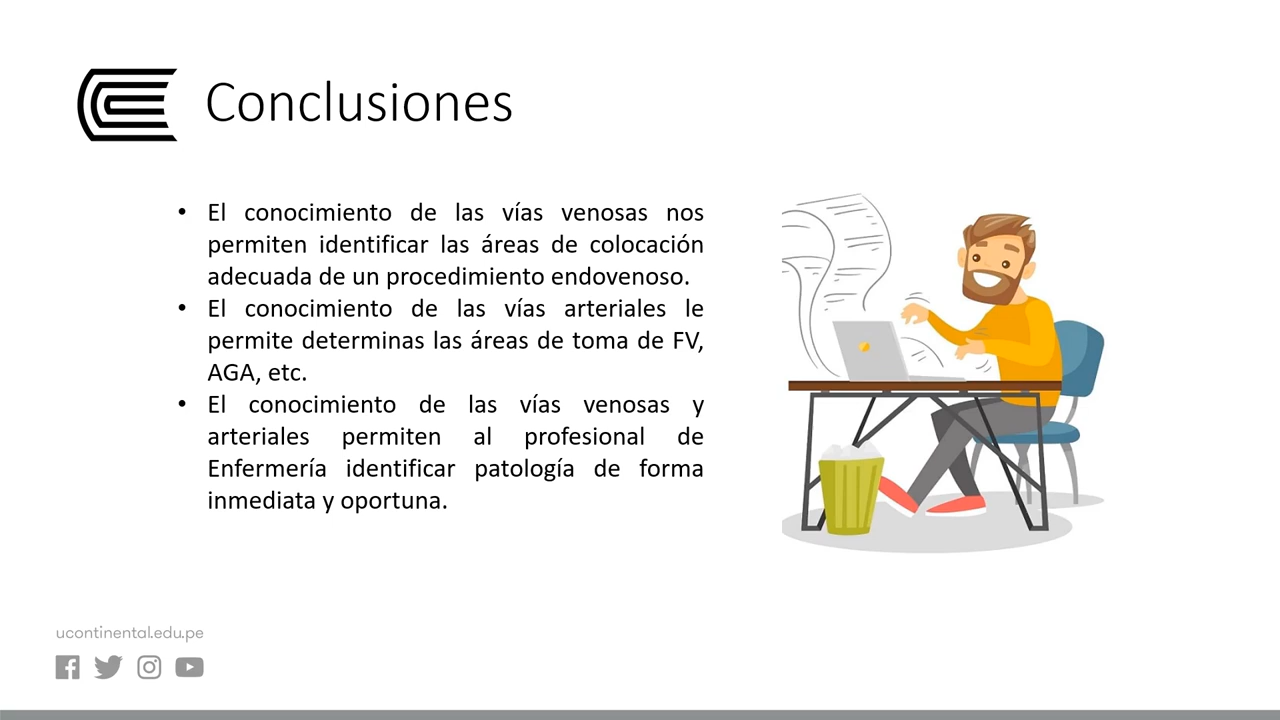 Conclusiones
• El conocimiento de las vías venosas nos
permiten identificar las áreas de colocación
adecuada de un procedimiento endovenoso.
• El conocimiento de las vías arteriales le
permite determinas las áreas de toma de FV,
AGA, etc.
• El conocimiento de las vías venosas y
arteriales permiten al profesional de
Enfermería identificar patología de forma
inmediata y oportuna.
ucontinental.edu.pe